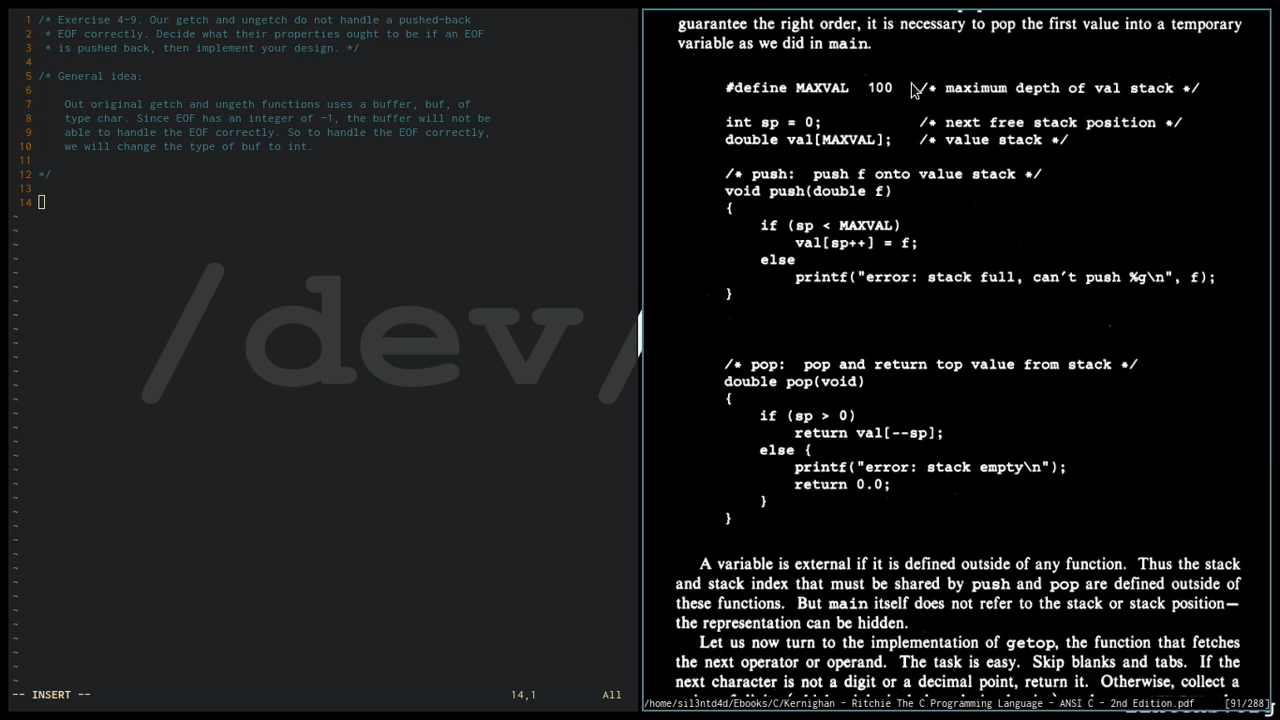 1 /* Exercise 4-9. Our getch and ungetch do not handle a pushed-back
2 * EOF correctly. Decide what their properties ought to be if an EOF
3 * is pushed back, then implement your design. */
4
5 /* General idea:
6
7 Out original getch and ungeth functions uses a buffer, buf, of
8 type char. Since EOF has an integer of -1, the buffer will not be
9 able to handle the EOF correctly. So to handle the EOF correctly,
10 we will change the type of buf to int.
11
12 */
13
14
/dev/
-- INSERT --
14,1
All
guarantee the right order, it is necessary to pop the first value into a temporary
variable as we did in main.
#define MAXVAL 100 /* maximum depth of val stack */
int sp = 0; /* next free stack position */
double val[MAXVAL]; /* value stack */
/* push: push f onto value stack */
void push(double f)
{
if (sp < MAXVAL)
val[sp++] = f;
else
printf("error: stack full, can't push %g\n", f);
}
/* pop: pop and return top value from stack */
double pop(void)
{
if (sp > 0)
return val[--sp];
else {
printf("error: stack empty\n");
return 0.0;
}
}
A variable is external if it is defined outside of any function. Thus the stack
and stack index that must be shared by push and pop are defined outside of
these functions. But main itself does not refer to the stack or stack position—
the representation can be hidden.
Let us now turn to the implementation of getop, the function that fetches
the next operator or operand. The task is easy. Skip blanks and tabs. If the
next character is not a digit or a decimal point, return it. Otherwise, collect a
/home/sil3ntd4d/Ebooks/C/Kernighan - Ritchie The C Programming Language - ANSI C - 2nd Edition.pdf [91/288]